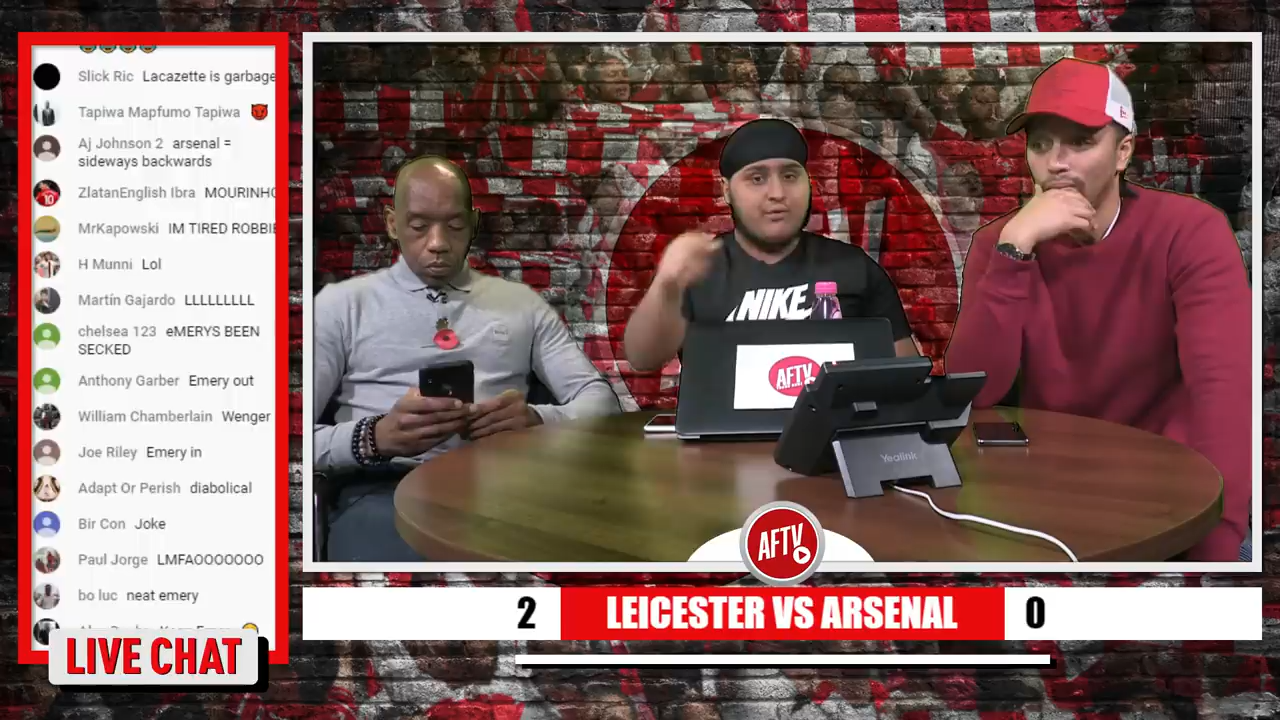 Slick Ric Lacazette is garbage
Tapiwa Mapfumo Tapiwa
Aj Johnson 2 arsenal =
sideways backwards
ZlatanEnglish Ibra MOURINHO
MrKapowski IM TIRED ROBBIE
H Munni Lol
Martín Gajardo LLLLLLLLL
chelsea 123 eMERYS BEEN
SECKED
Anthony Garber Emery out
William Chamberlain Wenger
Joe Riley Emery in
Adapt Or Perish diabolical
Bir Con Joke
Paul Jorge LMFAOOOOOOO
bo luc neat emery
LIVE CHAT
NIKE
AFTV
Yealink
AFTV
2 LEICESTER VS ARSENAL 0